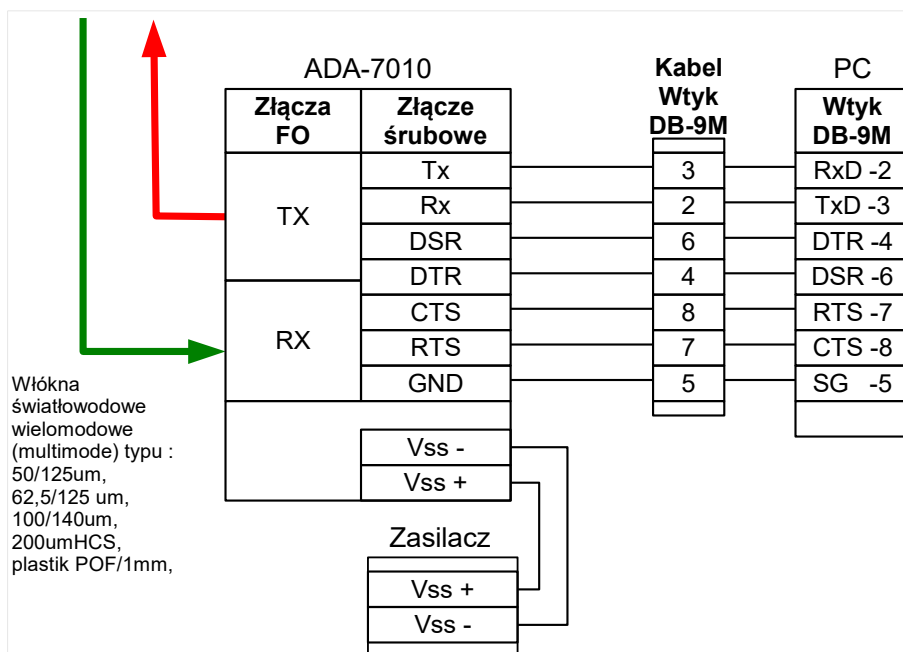 ADA-7010
Złącza
FO
Złącze
śrubowe
TX
RX
Tx
Rx
DSR
DTR
CTS
RTS
GND
Vss -
Vss +
Kabel
Wtyk
DB-9M
3
2
6
4
8
7
5
PC
Wtyk
DB-9M
RxD -2
TxD -3
DTR -4
DSR -6
RTS -7
CTS -8
SG -5
Włókna
światłowodowe
wielomodowe
(multimode) typu :
50/125um,
62,5/125 um,
100/140um,
200umHCS,
plastik POF/1mm,
Zasilacz
Vss +
Vss -